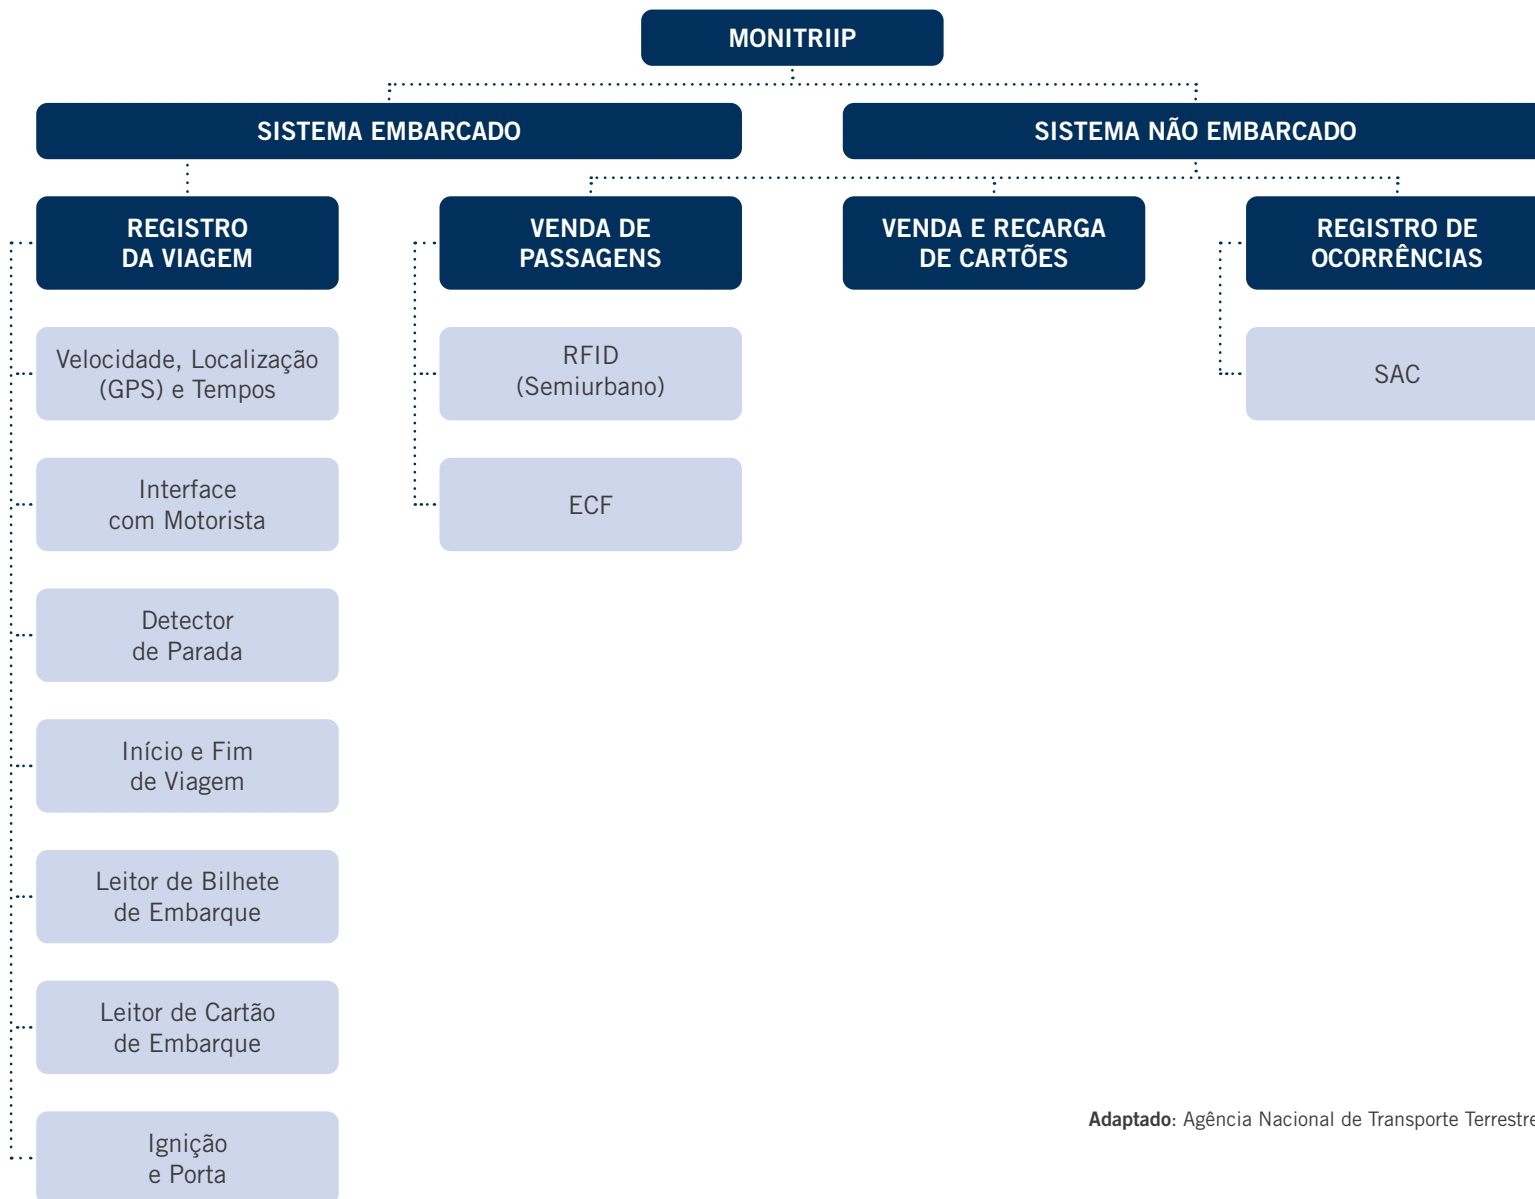 MONITRIIP
SISTEMA EMBARCADO
SISTEMA NÃO EMBARCADO
REGISTRO
DA VIAGEM
VENDA DE
PASSAGENS
VENDA E RECARGA
DE CARTÕES
REGISTRO DE
OCORRÊNCIAS
Velocidade, Localização
(GPS) e Tempos
RFID
(Semiurbano)
SAC
Interface
com Motorista
ECF
Detector
de Parada
Início e Fim
de Viagem
Leitor de Bilhete
de Embarque
Leitor de Cartão
de Embarque
Ignição
e Porta
Adaptado: Agência Nacional de Transporte Terrestre